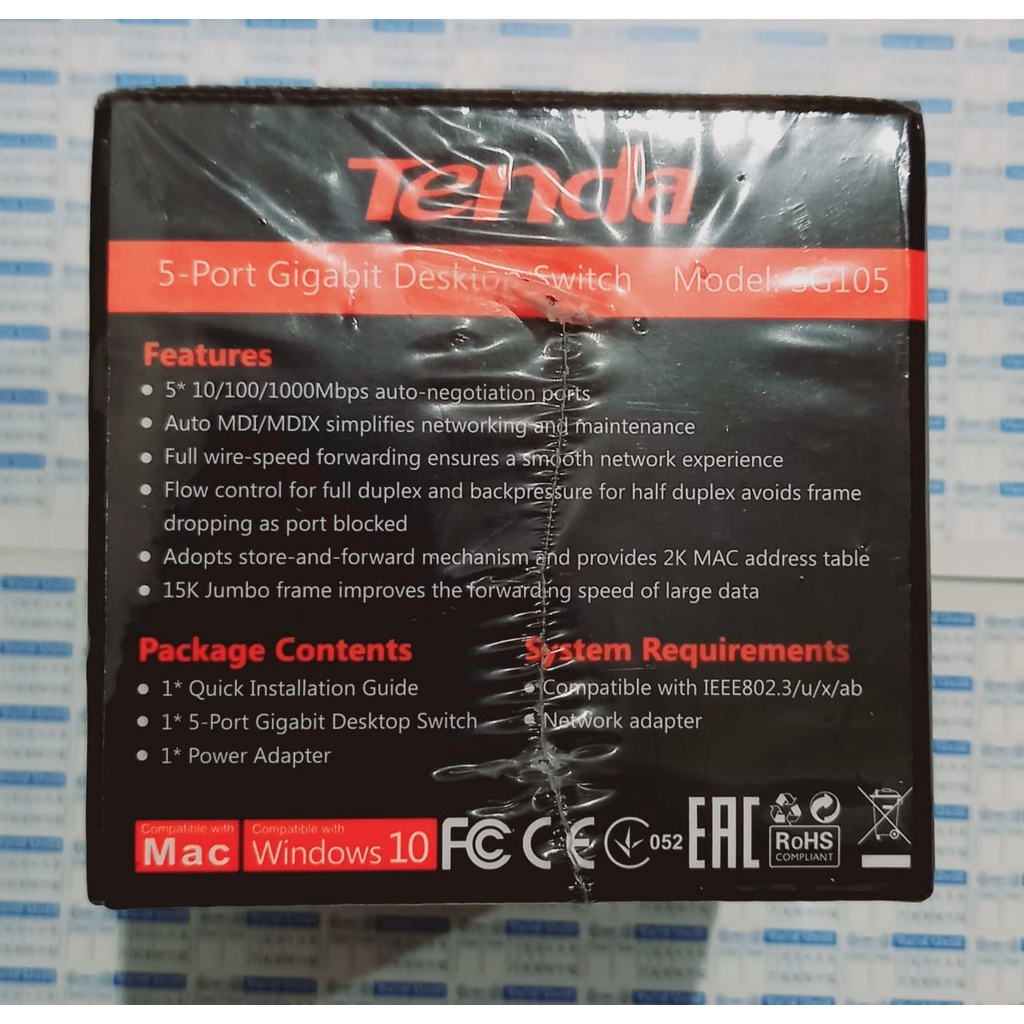 Tenda
5-Port Gigabit Desktop Switch Model: SG105
Features
• 5* 10/100/1000Mbps auto-negotiation ports
• Auto MDI/MDIX simplifies networking and maintenance
• Full wire-speed forwarding ensures a smooth network experience
• Flow control for full duplex and backpressure for half duplex avoids frame
dropping as port blocked
• Adopts store-and-forward mechanism and provides 2K MAC address table
• 15K Jumbo frame improves the forwarding speed of large data
Package Contents
• 1* Quick Installation Guide
• 1* 5-Port Gigabit Desktop Switch
• 1* Power Adapter
System Requirements
• Compatible with IEEE802.3/u/x/ab
• Network adapter
Compatible with
Mac
Compatible with
Windows 10
FC CE 052 EAC
RoHS
COMPLIANT